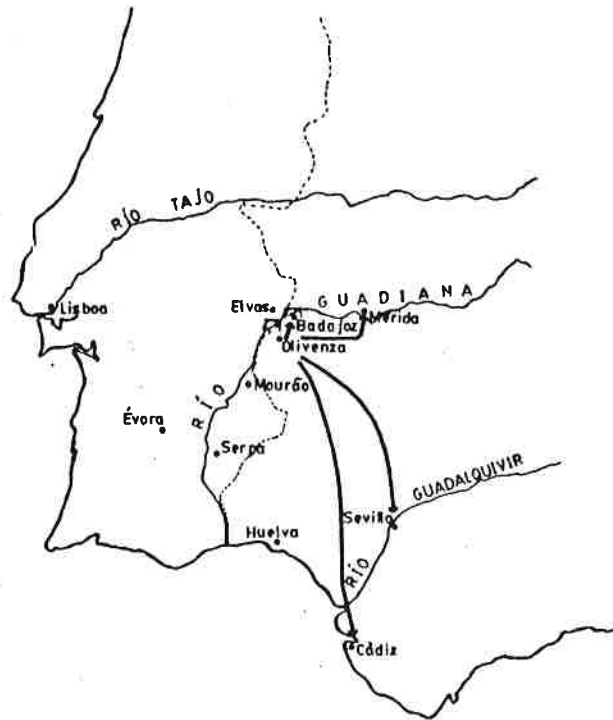 RÍO TAJO
Lisboa
Elvas
GUADIANA
Badajoz
Mérida
Olivenza
Mourão
RÍO
Évora
Serpa
GUADALQUIVIR
Sevilla
Huelva
RÍO
Cádiz